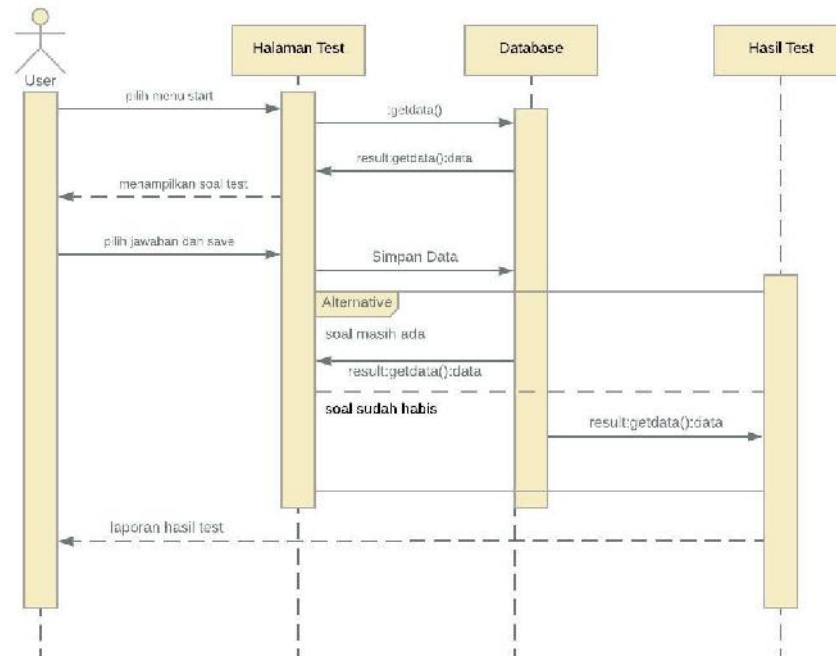 Halaman Test
Database
Hasil Test
User
pilih menu start
:getdata()
result:getdata():data
menampilkan soal test
pilih jawaban dan save
Simpan Data
Alternative
soal masih ada
result:getdata():data
soal sudah habis
result:getdata():data
laporan hasil test